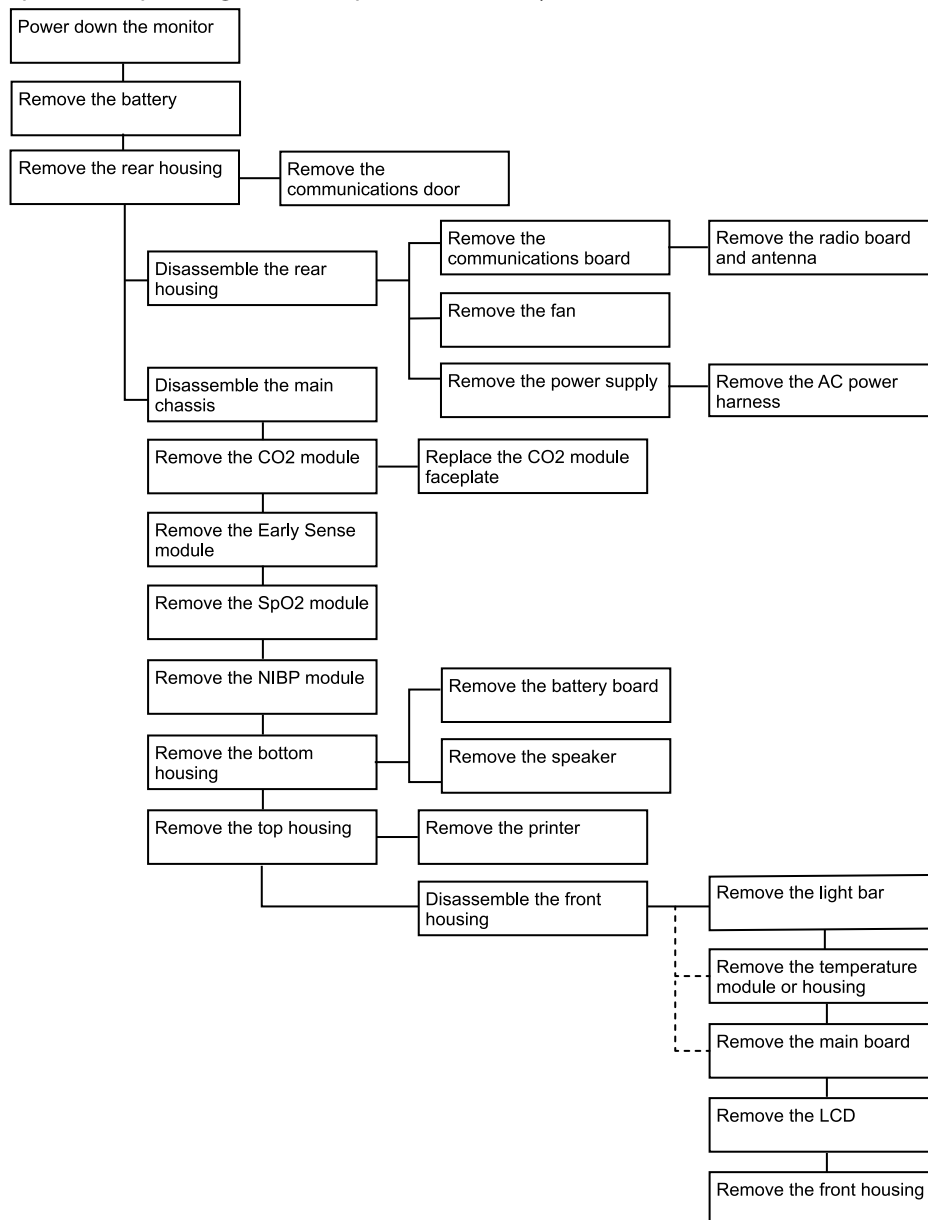 Power down the monitor
Remove the battery
Remove the rear housing
Remove the
communications door
Disassemble the rear
housing
Remove the
communications board
Remove the radio board
and antenna
Remove the fan
Remove the power supply
Remove the AC power
harness
Disassemble the main
chassis
Remove the CO2 module
Replace the CO2 module
faceplate
Remove the Early Sense
module
Remove the SpO2 module
Remove the NIBP module
Remove the bottom
housing
Remove the battery board
Remove the speaker
Remove the top housing
Remove the printer
Disassemble the front
housing
Remove the light bar
Remove the temperature
module or housing
Remove the main board
Remove the LCD
Remove the front housing